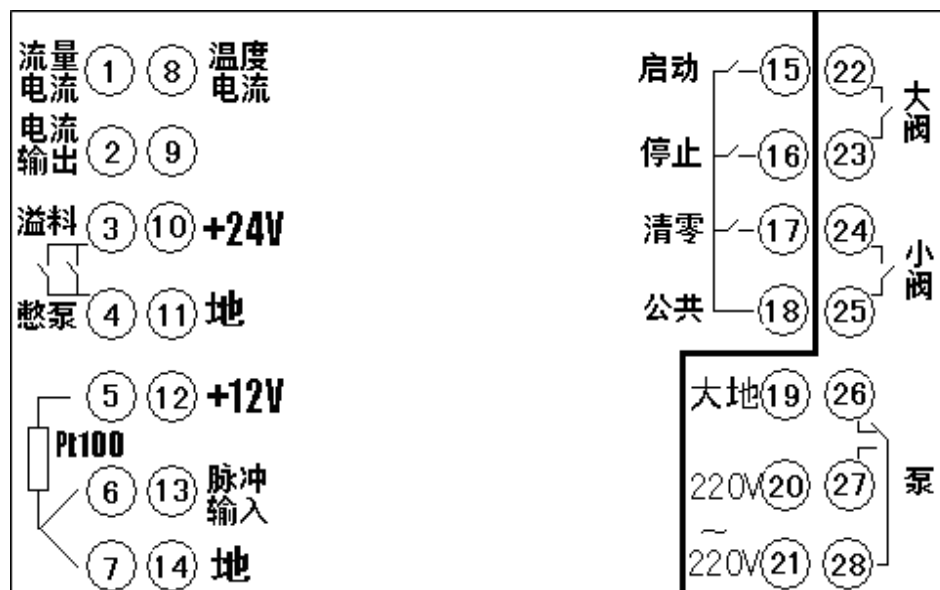 流量
电流
1
8
温度
电流
电流
输出
2
9
溢料
3
10
+24V
憋泵
4
11
地
5
12
+12V
Pt100
6
13
脉冲
输入
7
14
地
启动
15
停止
16
清零
17
公共
18
22
大
阀
23
24
小
阀
25
大地
19
26
220V
20
27
泵
~
220V
21
28